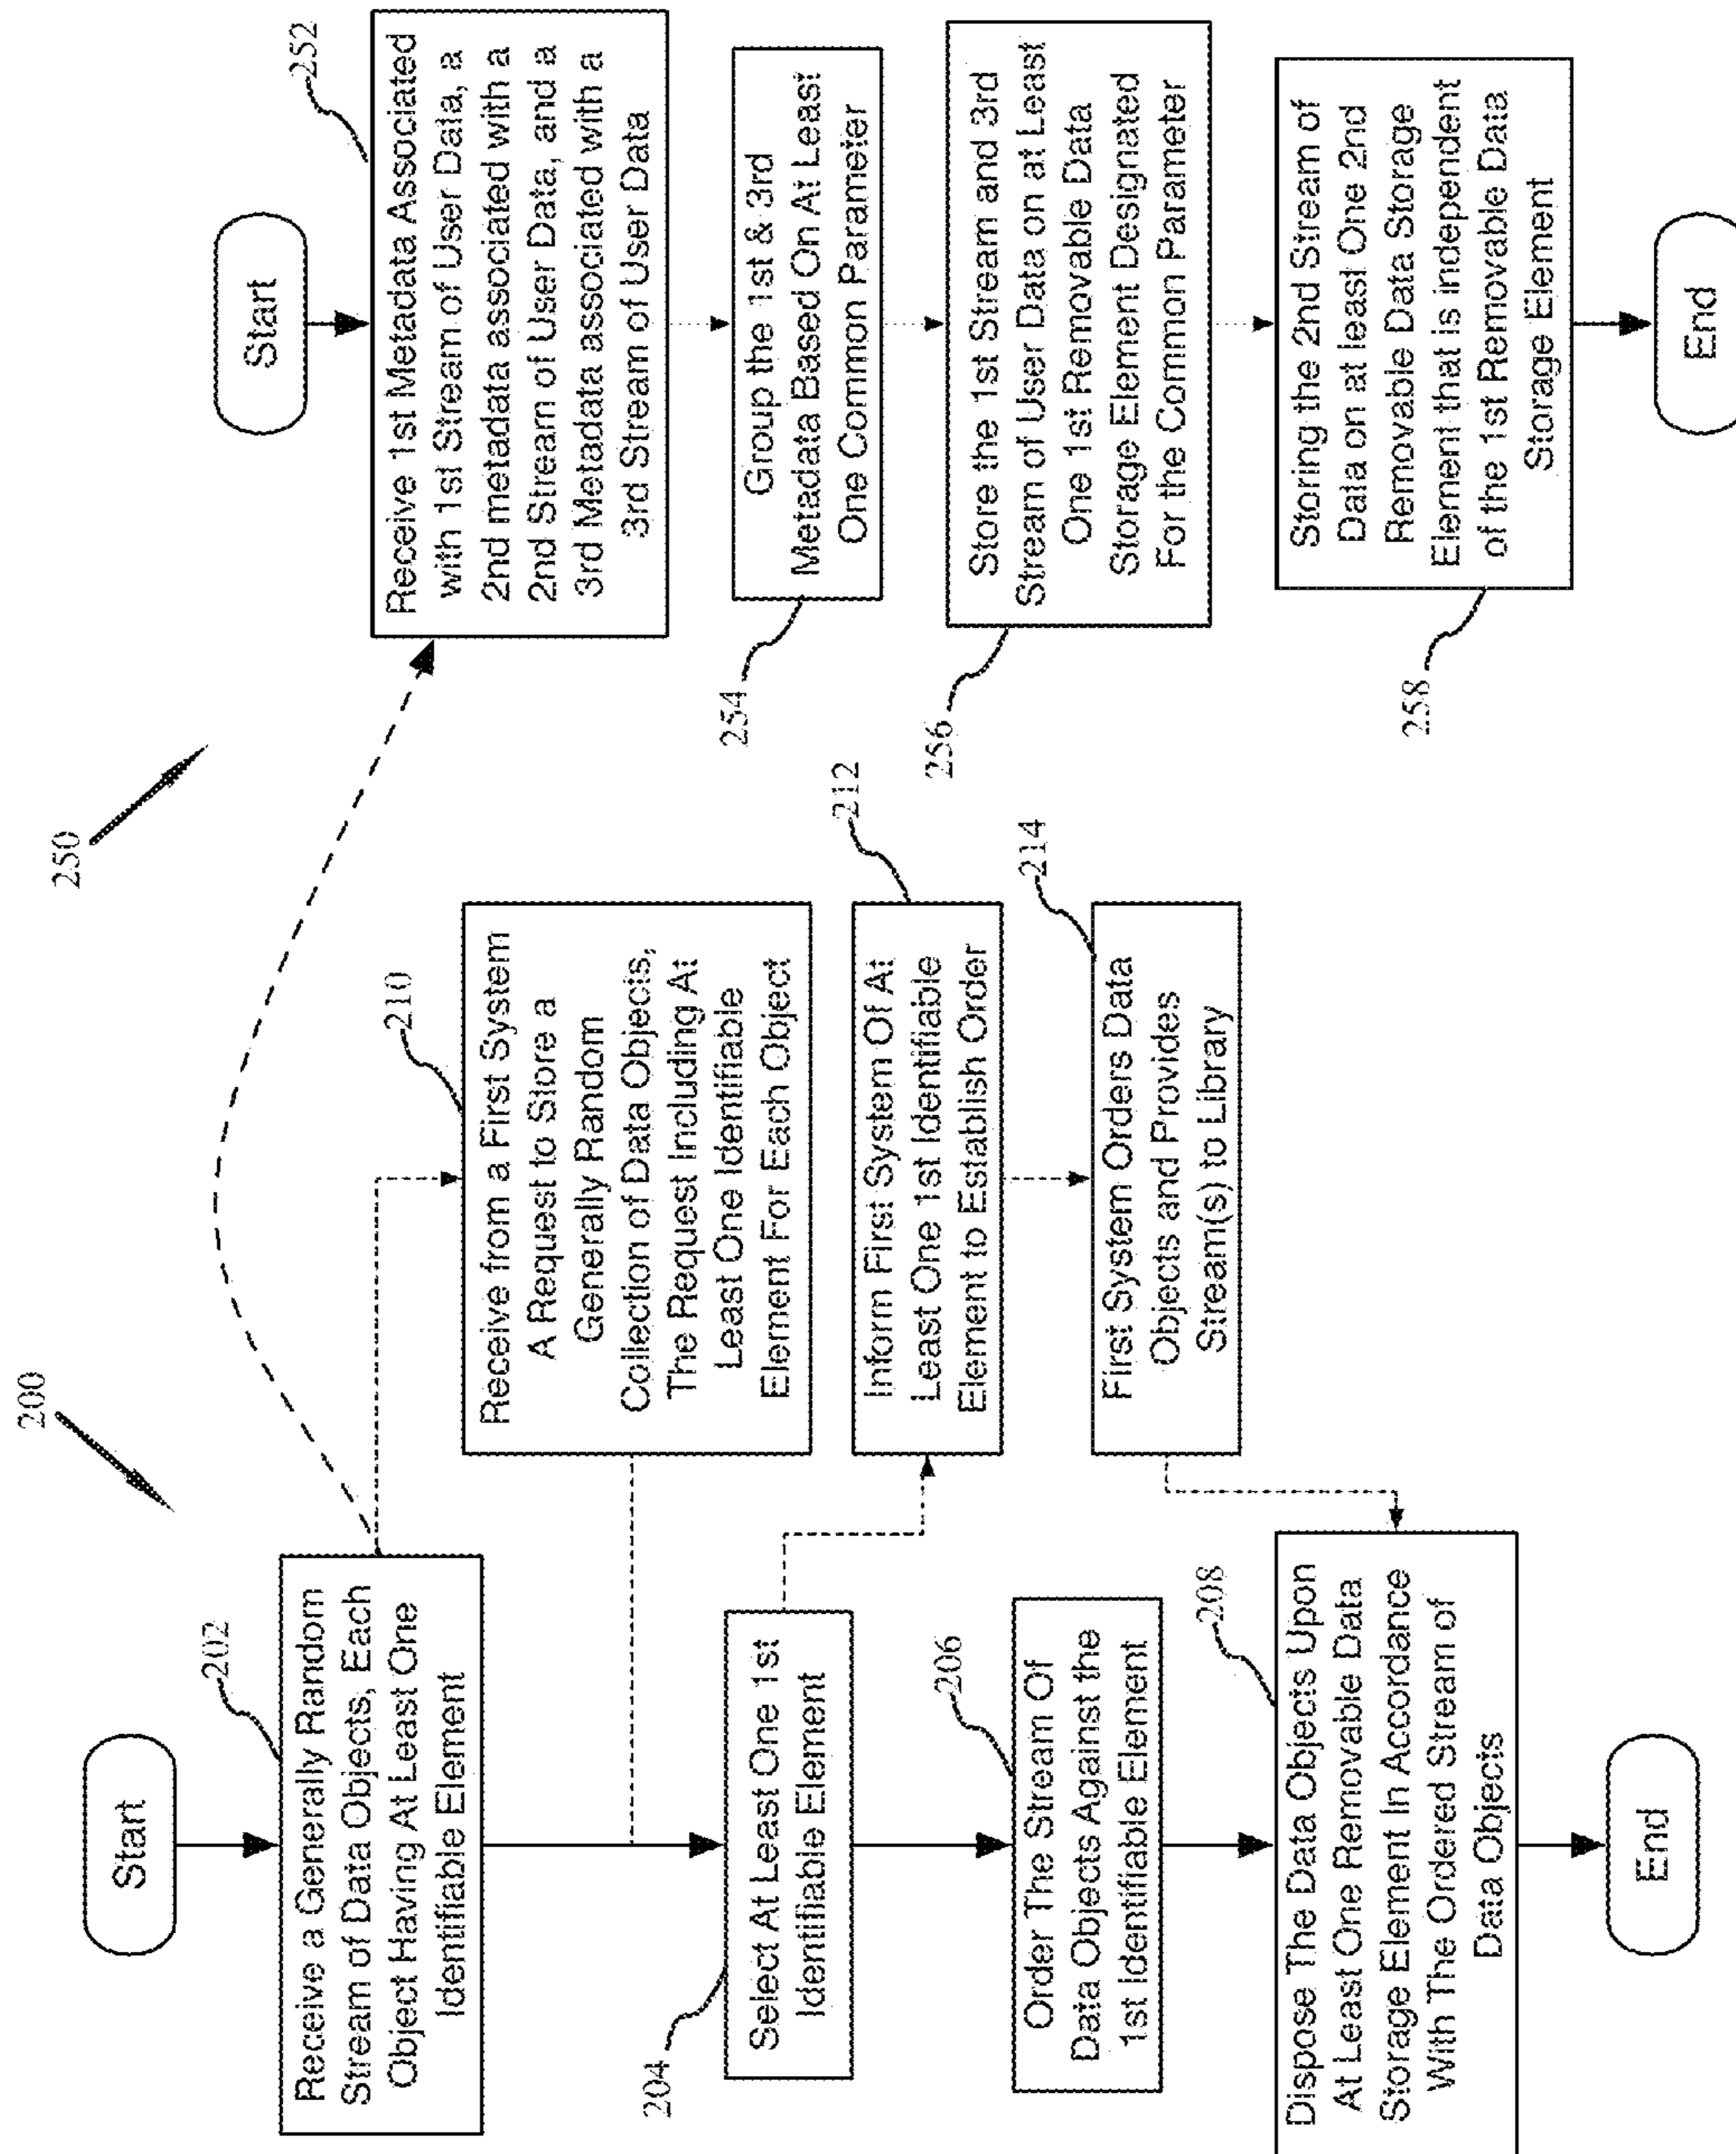 200
Start
202
Receive a Generally Random
Stream of Data Objects, Each
Object Having At Least One
Identifiable Element
204
Select At Least One 1st
Identifiable Element
206
Order The Stream Of
Data Objects Against the
1st Identifiable Element
208
Dispose The Data Objects Upon
At Least One Removable Data
Storage Element In Accordance
With The Ordered Stream of
Data Objects
End
210
Receive from a First System
A Request to Store a
Generally Random
Collection of Data Objects,
The Request Including At
Least One Identifiable
Element For Each Object
212
Inform First System Of At
Least One 1st Identifiable
Element to Establish Order
214
First System Orders Data
Objects and Provides
Stream(s) to Library
250
Start
252
Receive 1st Metadata Associated
with 1st Stream of User Data, a
2nd metadata associated with a
2nd Stream of User Data, and a
3rd Metadata associated with a
3rd Stream of User Data
254
Group the 1st & 3rd
Metadata Based On At Least
One Common Parameter
256
Store the 1st Stream and 3rd
Stream of User Data on at Least
One 1st Removable Data
Storage Element Designated
For the Common Parameter
258
Storing the 2nd Stream of
Data on at least One 2nd
Removable Data Storage
Element that is independent
of the 1st Removable Data
Storage Element
End